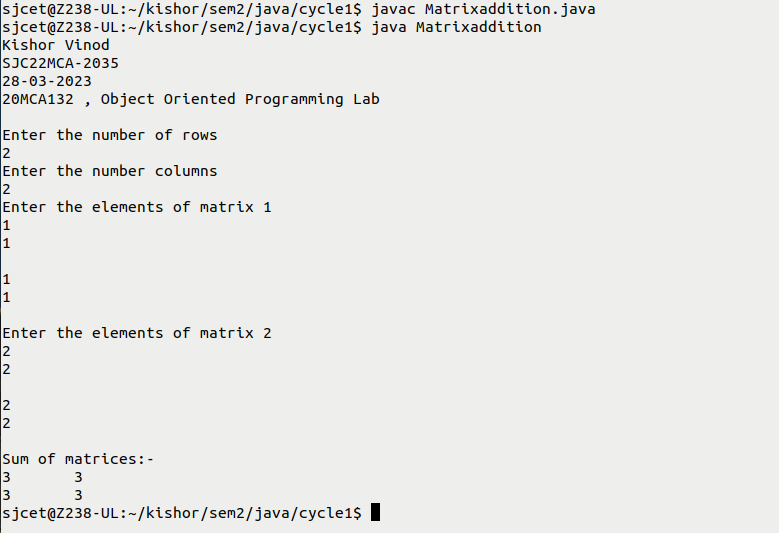 sjcet@Z238-UL:~/kishor/sem2/java/cycle1$ javac Matrixaddition.java
sjcet@Z238-UL:~/kishor/sem2/java/cycle1$ java Matrixaddition
Kishor Vinod
SJC22MCA-2035
28-03-2023
20MCA132 , Object Oriented Programming Lab
Enter the number of rows
2
Enter the number columns
2
Enter the elements of matrix 1
1
1
1
1
Enter the elements of matrix 2
2
2
2
2
Sum of matrices:-
3 3
3 3
sjcet@Z238-UL:~/kishor/sem2/java/cycle1$